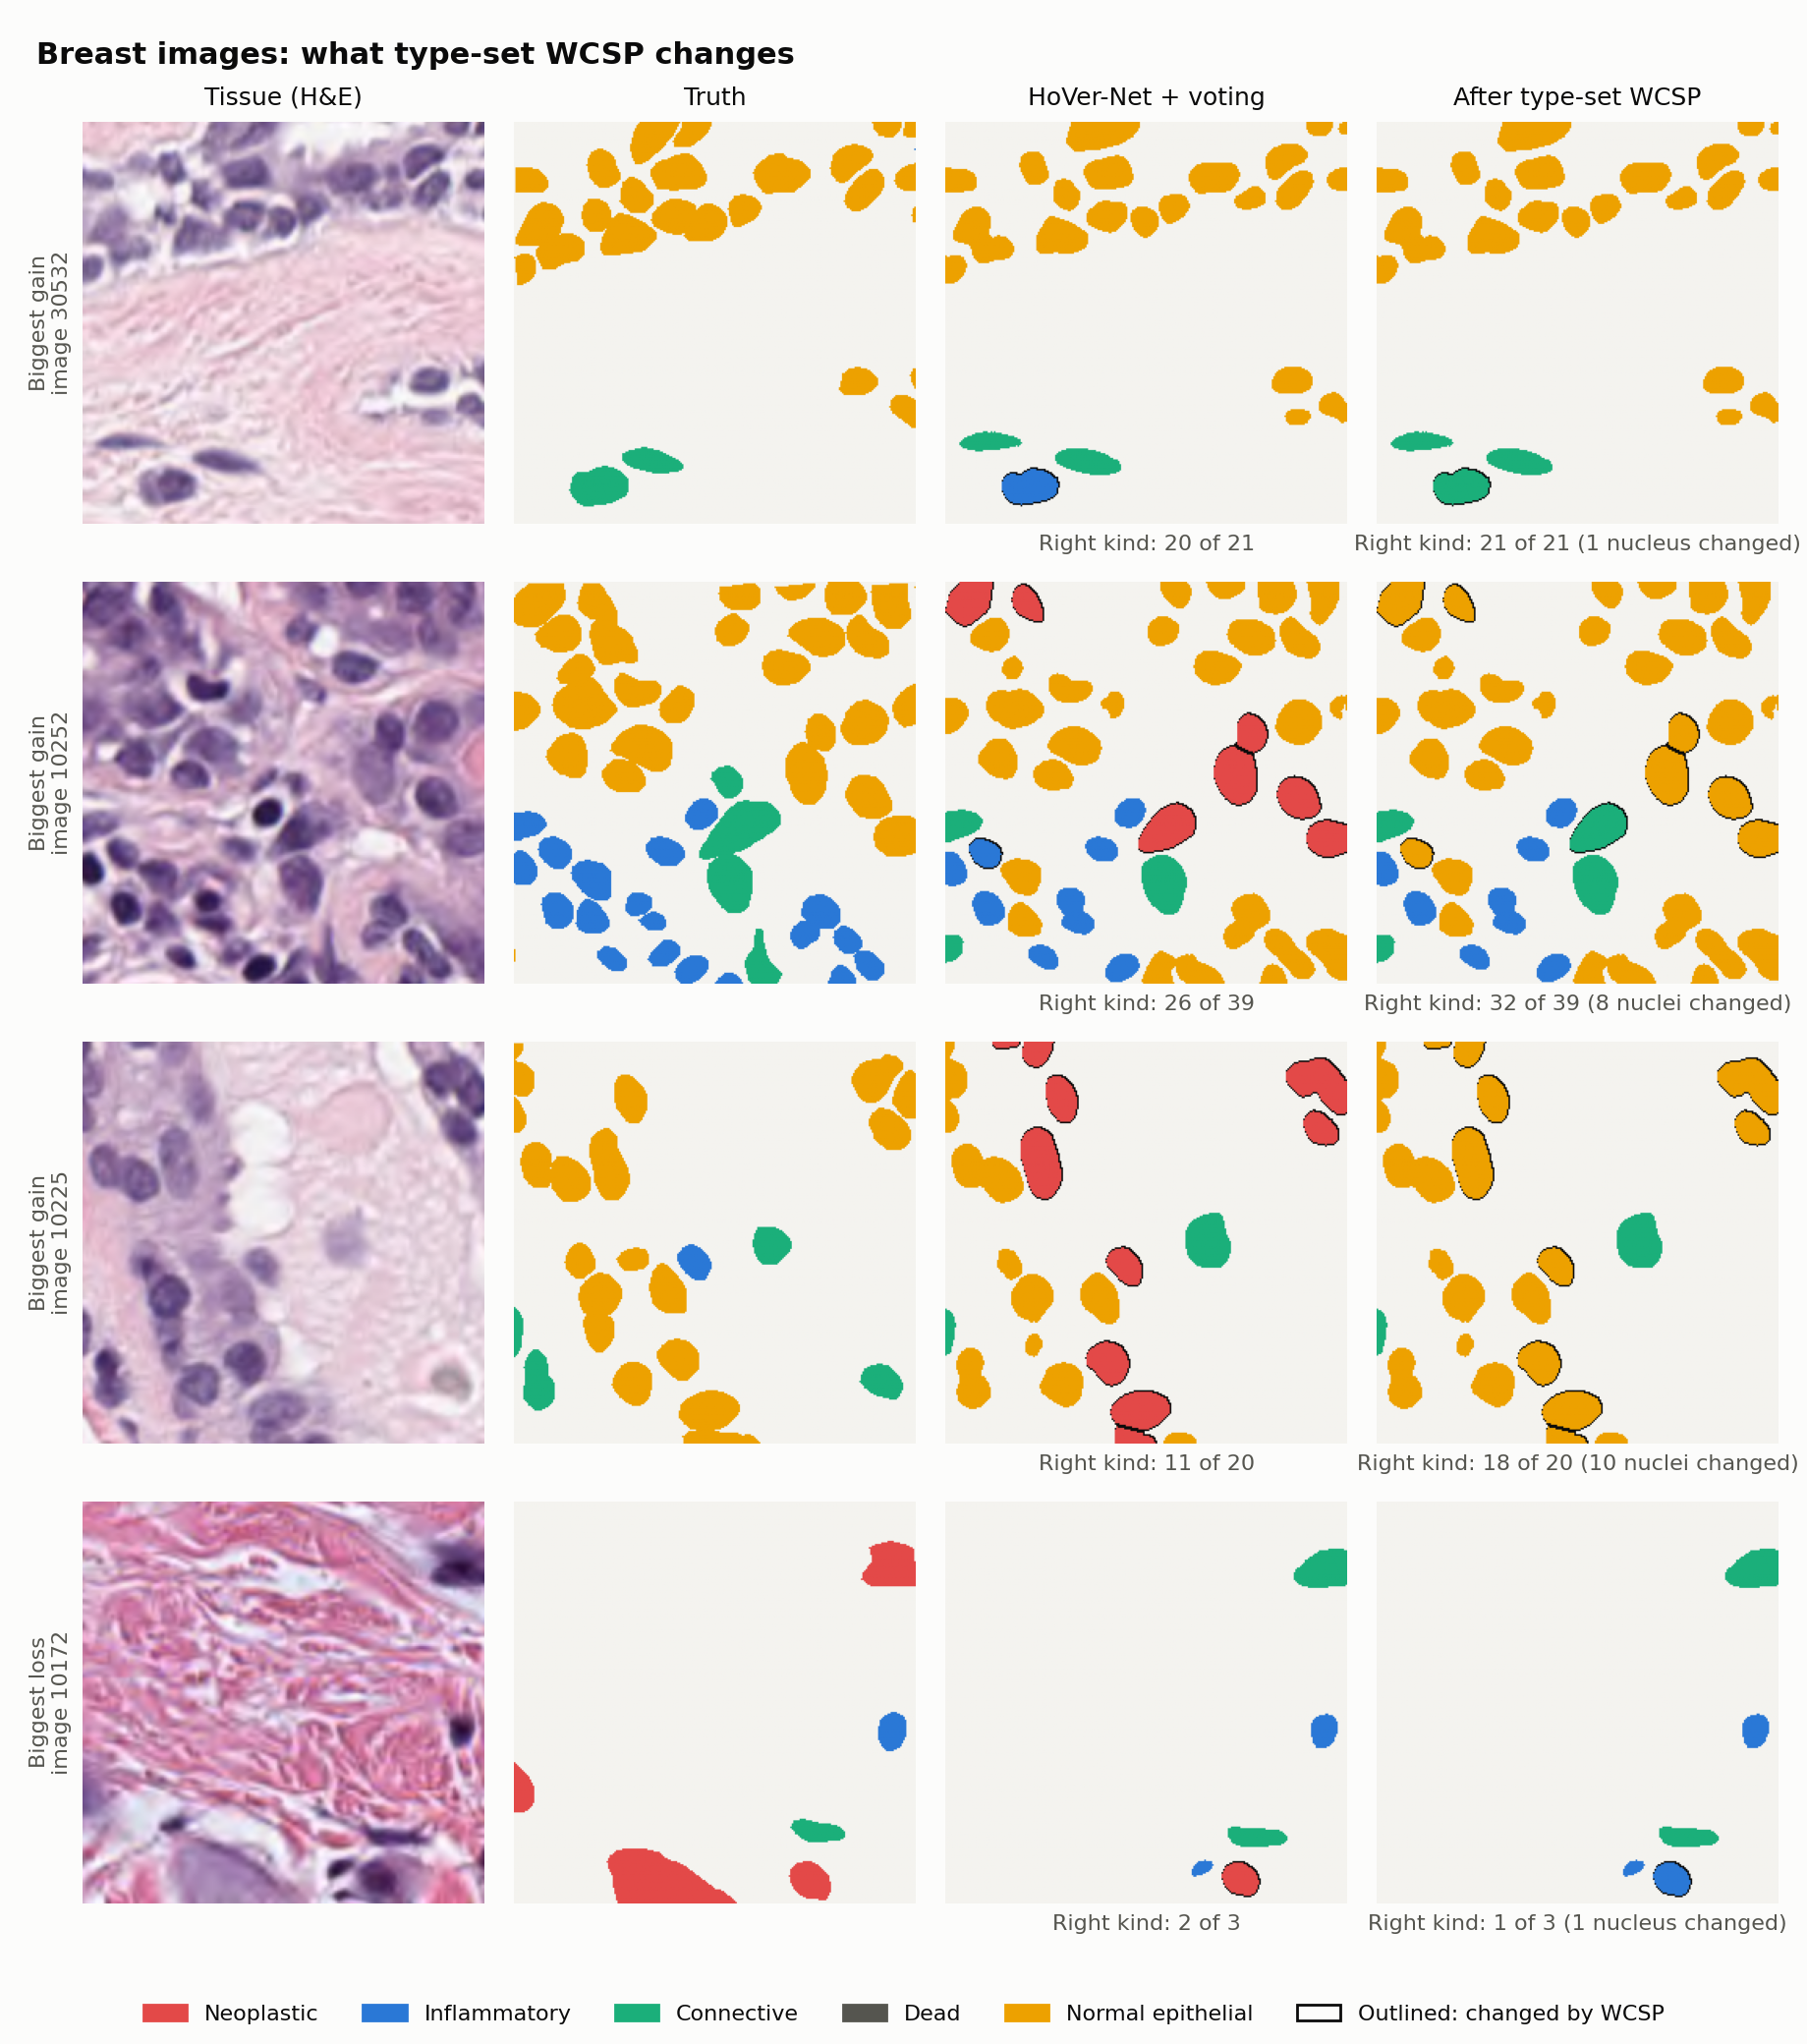 Breast images: what type-set WCSP changes
Tissue (H&E)
Truth
HoVer-Net + voting
After type-set WCSP
Biggest gain
image 30532
Right kind: 20 of 21
Right kind: 21 of 21 (1 nucleus changed)
Biggest gain
image 10252
Right kind: 26 of 39
Right kind: 32 of 39 (8 nuclei changed)
Biggest gain
image 10225
Right kind: 11 of 20
Right kind: 18 of 20 (10 nuclei changed)
Biggest loss
image 10172
Right kind: 2 of 3
Right kind: 1 of 3 (1 nucleus changed)
Neoplastic
Inflammatory
Connective
Dead
Normal epithelial
Outlined: changed by WCSP